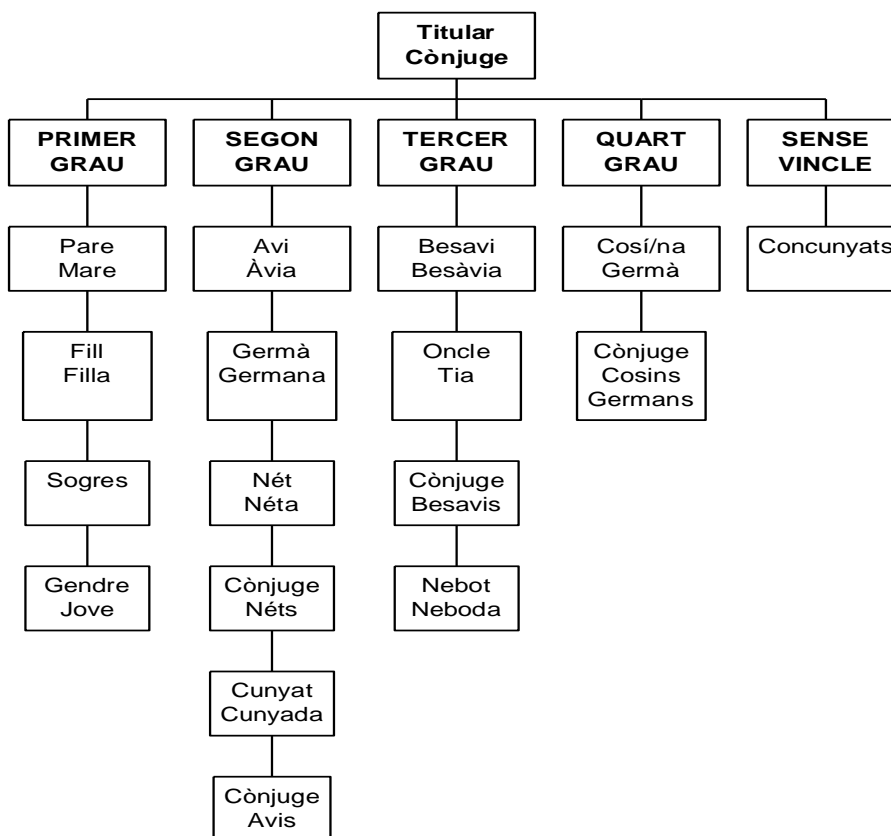 Titular
Cònjuge
PRIMER
GRAU
SEGON
GRAU
TERCER
GRAU
QUART
GRAU
SENSE
VINCLE
Pare
Mare
Avi
Àvia
Besavi
Besàvia
Cosí/na
Germà
Concunyats
Fill
Filla
Germà
Germana
Oncle
Tia
Cònjuge
Cosins
Germans
Sogres
Nét
Néta
Cònjuge
Besavis
Gendre
Jove
Cònjuge
Néts
Nebot
Neboda
Cunyat
Cunyada
Cònjuge
Avis